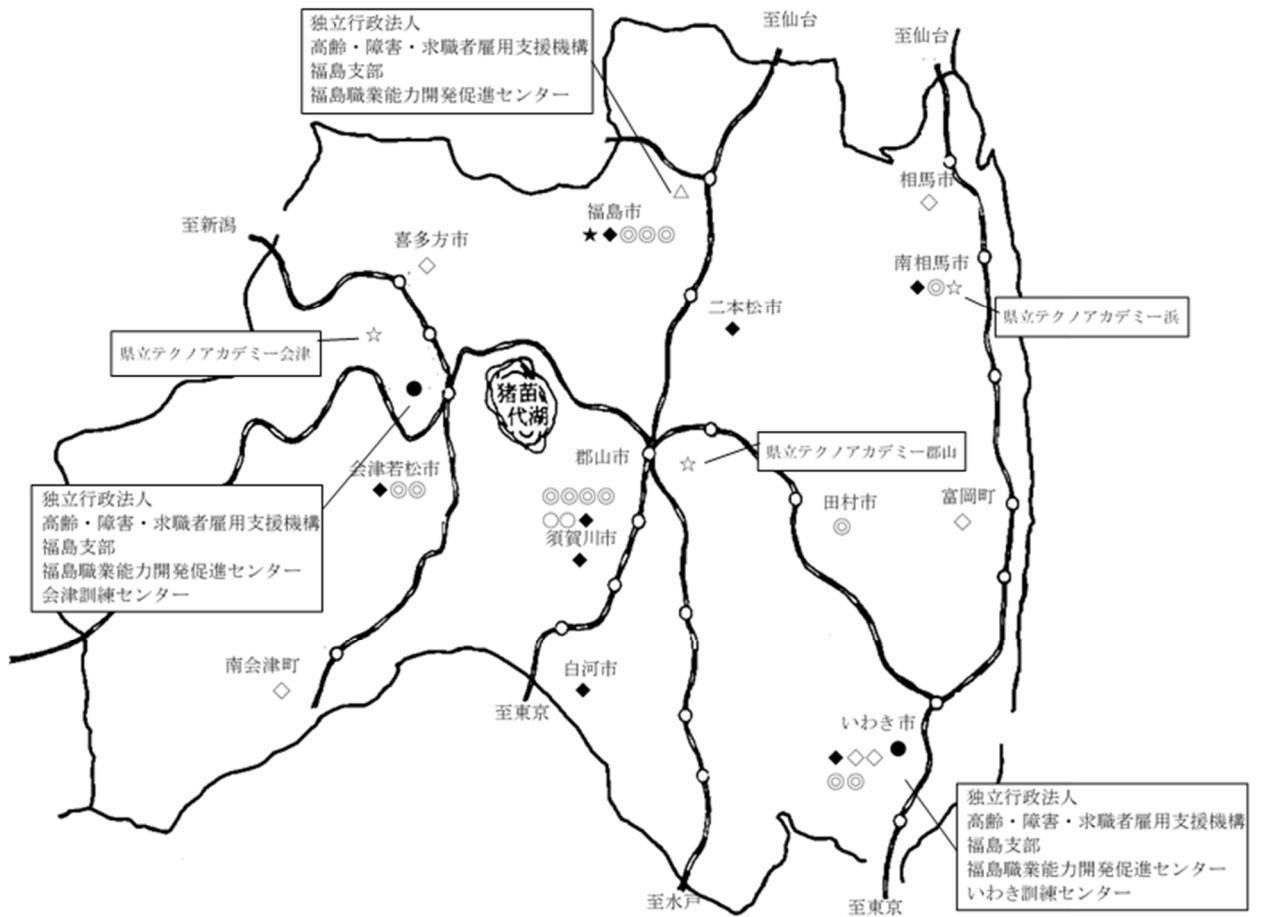 独立行政法人
高齢・障害・求職者雇用支援機構
福島支部
福島職業能力開発促進センター
至仙台
至仙台
相馬市
福島市
至新潟
喜多方市
南相馬市
二本松市
県立テクノアカデミー浜
県立テクノアカデミー会津
猪苗
代湖
郡山市
県立テクノアカデミー郡山
会津若松市
田村市
富岡町
独立行政法人
高齢・障害・求職者雇用支援機構
福島支部
福島職業能力開発促進センター
会津訓練センター
須賀川市
南会津町
白河市
至東京
いわき市
独立行政法人
高齢・障害・求職者雇用支援機構
福島支部
福島職業能力開発促進センター
いわき訓練センター
至水戸
至東京